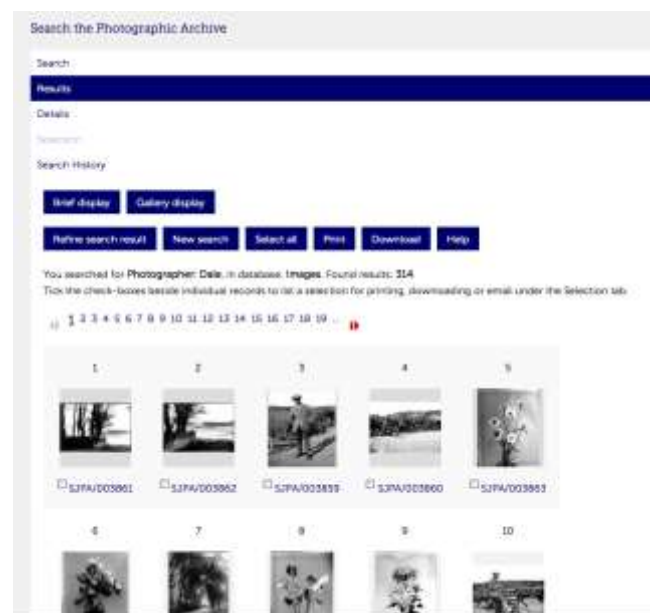 Search the Photographic Archive
Search
Results
Details
Selection
Search History
Brief display Gallery display
Refine search result New search Select all Print Download Help
You searched for Photographer: Dale, in database: Images. Found results: 314
Tick the check-boxes beside individual records to list a selection for printing, downloading or email under the Selection tab
1 2 3 4 5 6 7 8 9 10 11 12 13 14 15 16 17 18 19 ..
1 2 3 4 5
SJPA/003861 SJPA/003862 SJPA/003859 SJPA/003860 SJPA/003863
6 7 8 9 10